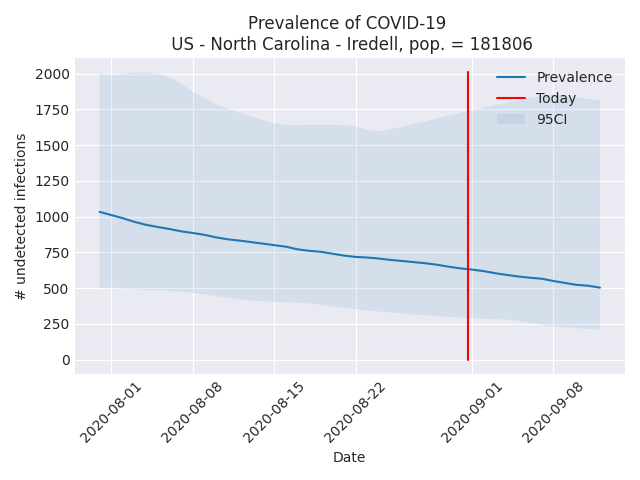 Prevalence of COVID-19
US - North Carolina - Iredell, pop. = 181806
Prevalence
Today
95CI
2000
1750
1500
1250
1000
750
500
250
0
# undetected infections
2020-08-01
2020-08-08
2020-08-15
2020-08-22
2020-09-01
2020-09-08
Date